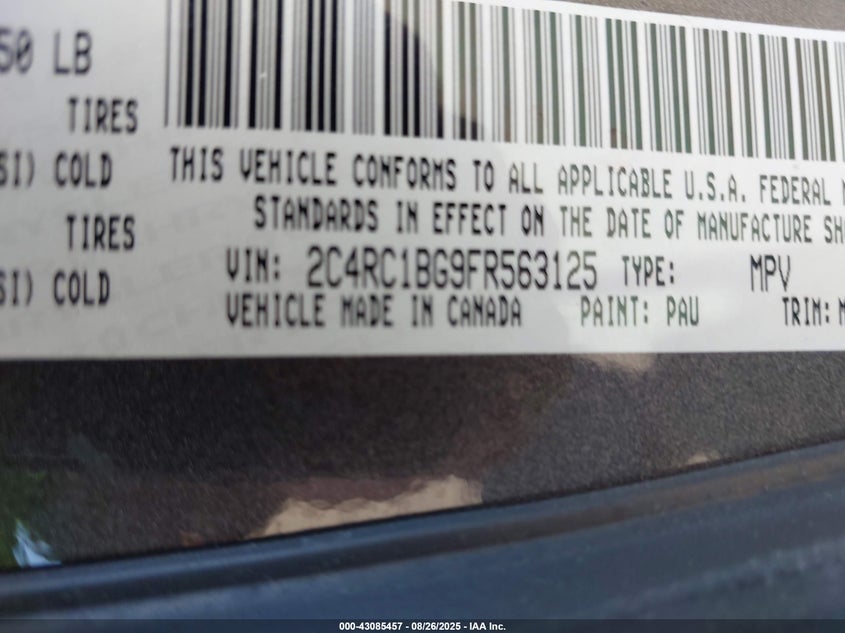 50 LB
TIRES
SI) COLD
TIRES
SI) COLD
THIS VEHICLE CONFORMS TO ALL APPLICABLE U.S.A. FEDERAL M
STANDARDS IN EFFECT ON THE DATE OF MANUFACTURE SH
VIN: 2C4RC1BG9FR563125 TYPE: MPV
VEHICLE MADE IN CANADA PAINT: PAU TRIM: M
000-43085457 - 08/26/2025 - IAA Inc.